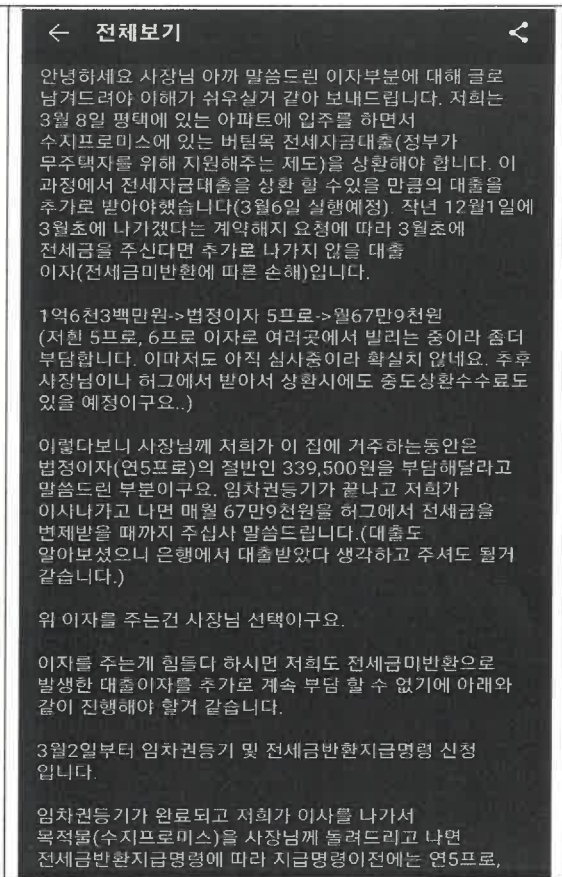 ← 전체보기
안녕하세요 사장님 아까 말씀드린 이자부분에 대해 글로
남겨드려야 이해가 쉬우실거 같아 보내드립니다. 저희는
3월 8일 평택에 있는 아파트에 입주를 하면서
수지프로미스에 있는 버팀목 전세자금대출(정부가
무주택자를 위해 지원해주는 제도)을 상환해야 합니다. 이
과정에서 전세자금대출을 상환 할 수있을 만큼의 대출을
추가로 받아야했습니다(3월6일 실행예정). 작년 12월1일에
3월초에 나가겠다는 계약해지 요청에 따라 3월초에
전세금을 주신다면 추가로 나가지 않을 대출
이자(전세금미반환에 따른 손해)입니다.
1억6천3백만원->법정이자 5프로->월67만9천원
(저흰 5프로, 6프로 이자로 여러곳에서 빌리는 중이라 좀더
부담합니다. 이마저도 아직 심사중이라 확실치 않네요. 추후
사장님이나 허그에서 받아서 상환시에도 중도상환수수료도
있을 예정이구요..)
이렇다보니 사장님께 저희가 이 집에 거주하는동안은
법정이자(연5프로)의 절반인 339,500원을 부담해달라고
말씀드린 부분이구요. 임차권등기가 끝나고 저희가
이사나가고 나면 매월 67만9천원을 허그에서 전세금을
변제받을 때까지 주십사 말씀드립니다.(대출도
알아보셨으니 은행에서 대출받았다 생각하고 주셔도 될거
같습니다.)
위 이자를 주는건 사장님 선택이구요.
이자를 주는게 힘들다 하시면 저희도 전세금미반환으로
발생한 대출이자를 추가로 계속 부담 할 수 없기에 아래와
같이 진행해야 할거 같습니다.
3월2일부터 임차권등기 및 전세금반환지급명령 신청
입니다.
임차권등기가 완료되고 저희가 이사를 나가서
목적물(수지프로미스)을 사장님께 돌려드리고 나면
전세금반환지급명령에 따라 지급명령이전에는 연5프로,